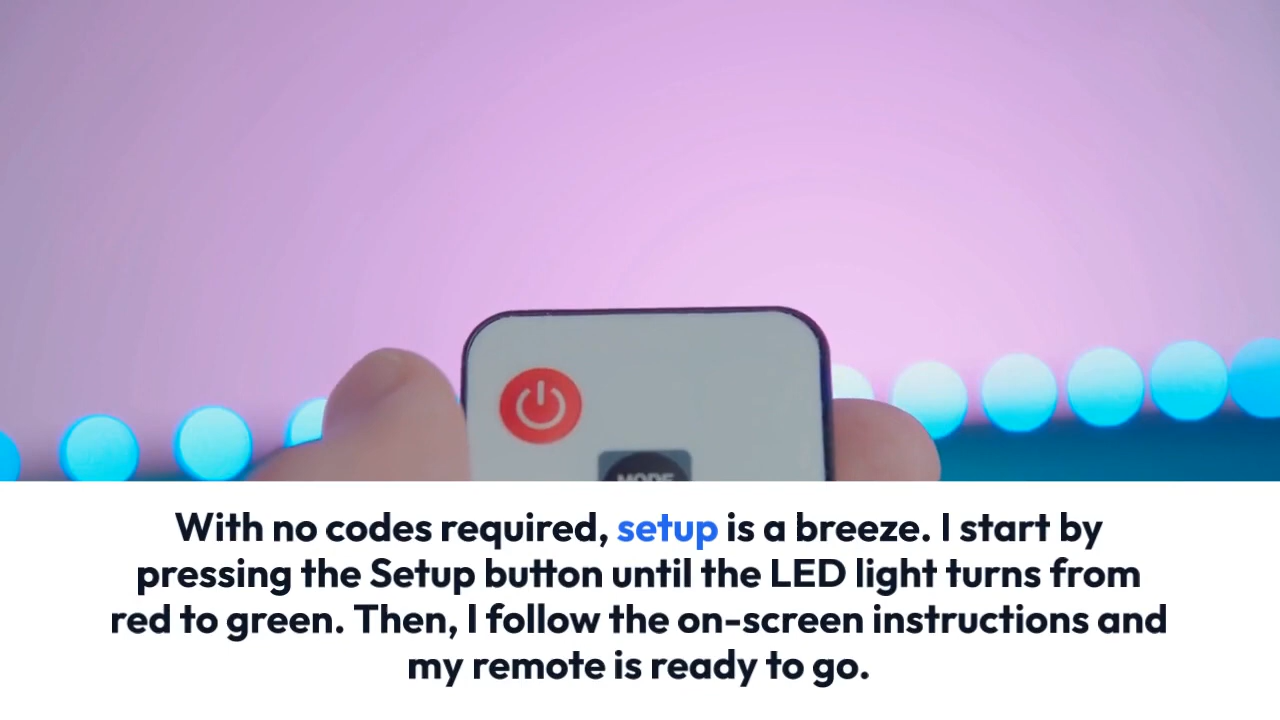 MODE
With no codes required, setup is a breeze. I start by
pressing the Setup button until the LED light turns from
red to green. Then, I follow the on-screen instructions and
my remote is ready to go.